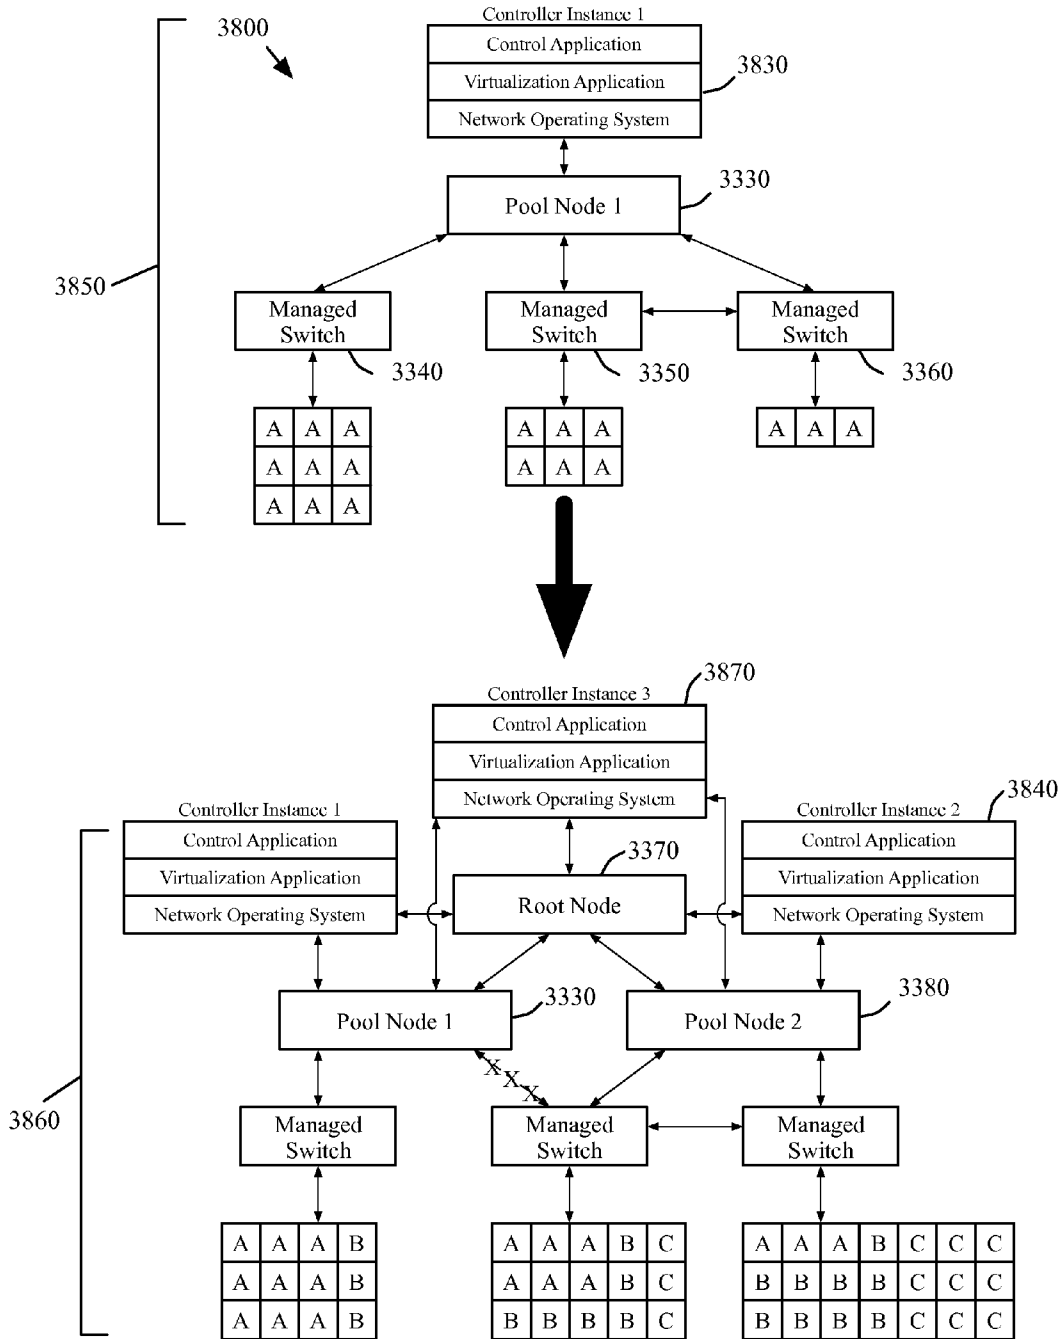 Controller Instance 1
3800
Control Application
3830
Virtualization Application
Network Operating System
3330
Pool Node 1
3850
Managed Switch
Managed Switch
Managed Switch
3340
3350
3360
A A A
A A A
A A A
A A A
A A A
A A A
3870
Controller Instance 3
Control Application
Virtualization Application
Network Operating System
3840
Controller Instance 1
Control Application
Virtualization Application
Network Operating System
Controller Instance 2
Control Application
Virtualization Application
Network Operating System
3370
Root Node
3330
Pool Node 1
3380
Pool Node 2
X
X
X
3860
Managed Switch
Managed Switch
Managed Switch
A A A B
A A A B
A A A B
A A A B C
A A A B C
B B B B C
A A A B C C C
B B B B C C C
B B B B C C C